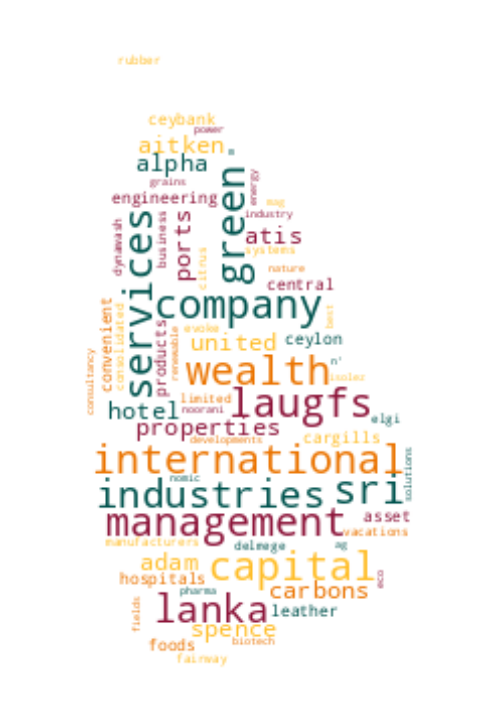 rubber
ceybank
power
aitken
alpha
grains
engineering
energy
mag
industry
dynawash
business
ports
green
services
atis
citrus
systems
nature
central
company
convenient
consolidated
products
renewable
evoke
united
ceylon
best
wealth
n'
isolez
consultancy
limited
laugfs
hotel
noorani
elgi
properties
developments
cargills
international
nomic
solutions
industries
sri
management
asset
vacations
manufacturers
delmege
ag
adam
capital
hospitals
eco
pharma
carbons
fields
lanka
leather
spence
foods
biotech
fairway